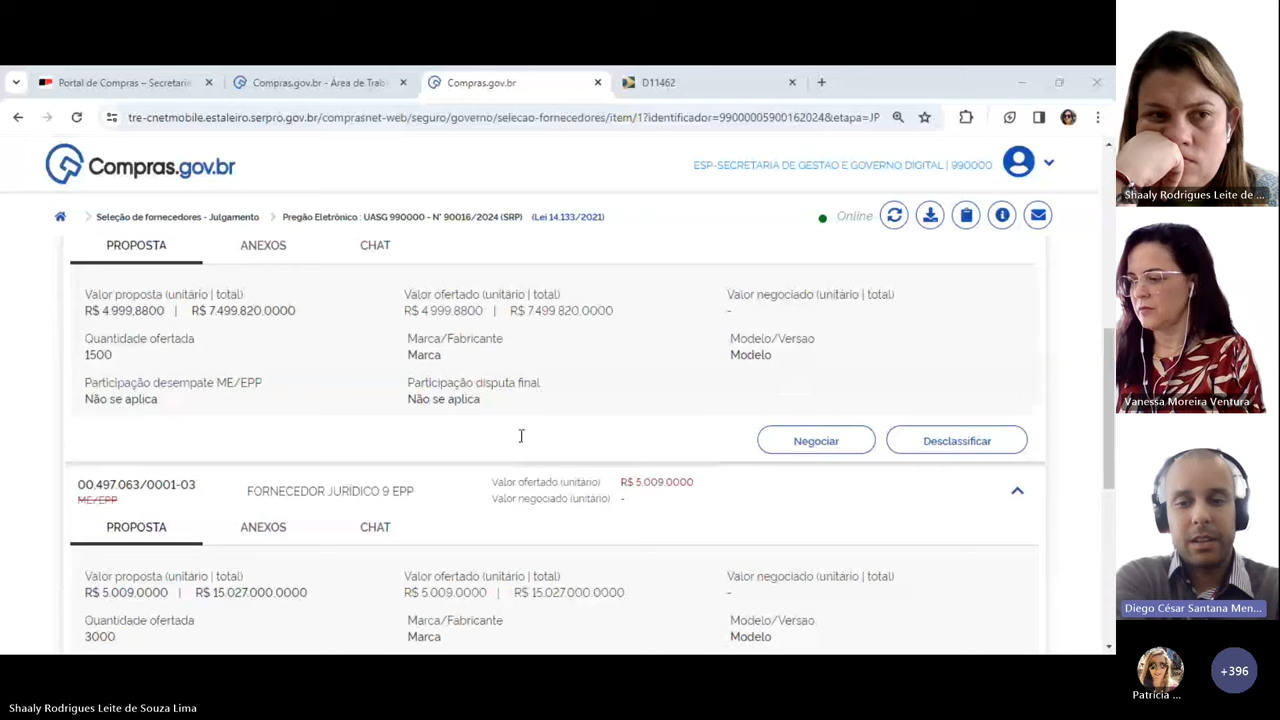 Portal de Compras – Secretaria
Compras.gov.br - Área de Trab
Compras.gov.br
D11462
tre-cnetmobile.estaleiro.serpro.gov.br/comprasnet-web/seguro/governo/selecao-fornecedores/item/1?identificador=99000005900162024&etapa=JP
Compras.gov.br
ESP-SECRETARIA DE GESTAO E GOVERNO DIGITAL | 990000
Seleção de fornecedores - Julgamento
Pregão Eletrônico : UASG 990000 - N° 90016/2024 (SRP) (Lei 14.133/2021)
Online
PROPOSTA ANEXOS CHAT
Valor proposta (unitário | total) Valor ofertado (unitário | total) Valor negociado (unitário | total)
R$ 4.999,8800 | R$ 7.499.820,0000 R$ 4.999,8800 | R$ 7.499.820,0000 -
Quantidade ofertada Marca/Fabricante Modelo/Versao
1500 Marca Modelo
Participação desempate ME/EPP Participação disputa final
Não se aplica Não se aplica
Negociar Desclassificar
00.497.063/0001-03 FORNECEDOR JURÍDICO 9 EPP Valor ofertado (unitário) R$ 5.009,0000
ME/EPP Valor negociado (unitário) -
PROPOSTA ANEXOS CHAT
Valor proposta (unitário | total) Valor ofertado (unitário | total) Valor negociado (unitário | total)
R$ 5.009,0000 | R$ 15.027.000,0000 R$ 5.009,0000 | R$ 15.027.000,0000 -
Quantidade ofertada Marca/Fabricante Modelo/Versao
3000 Marca Modelo
Shaaly Rodrigues Leite de ...
Vanessa Moreira Ventura
Diego César Santana Men...
Patrícia ...
+396
Shaaly Rodrigues Leite de Souza Lima